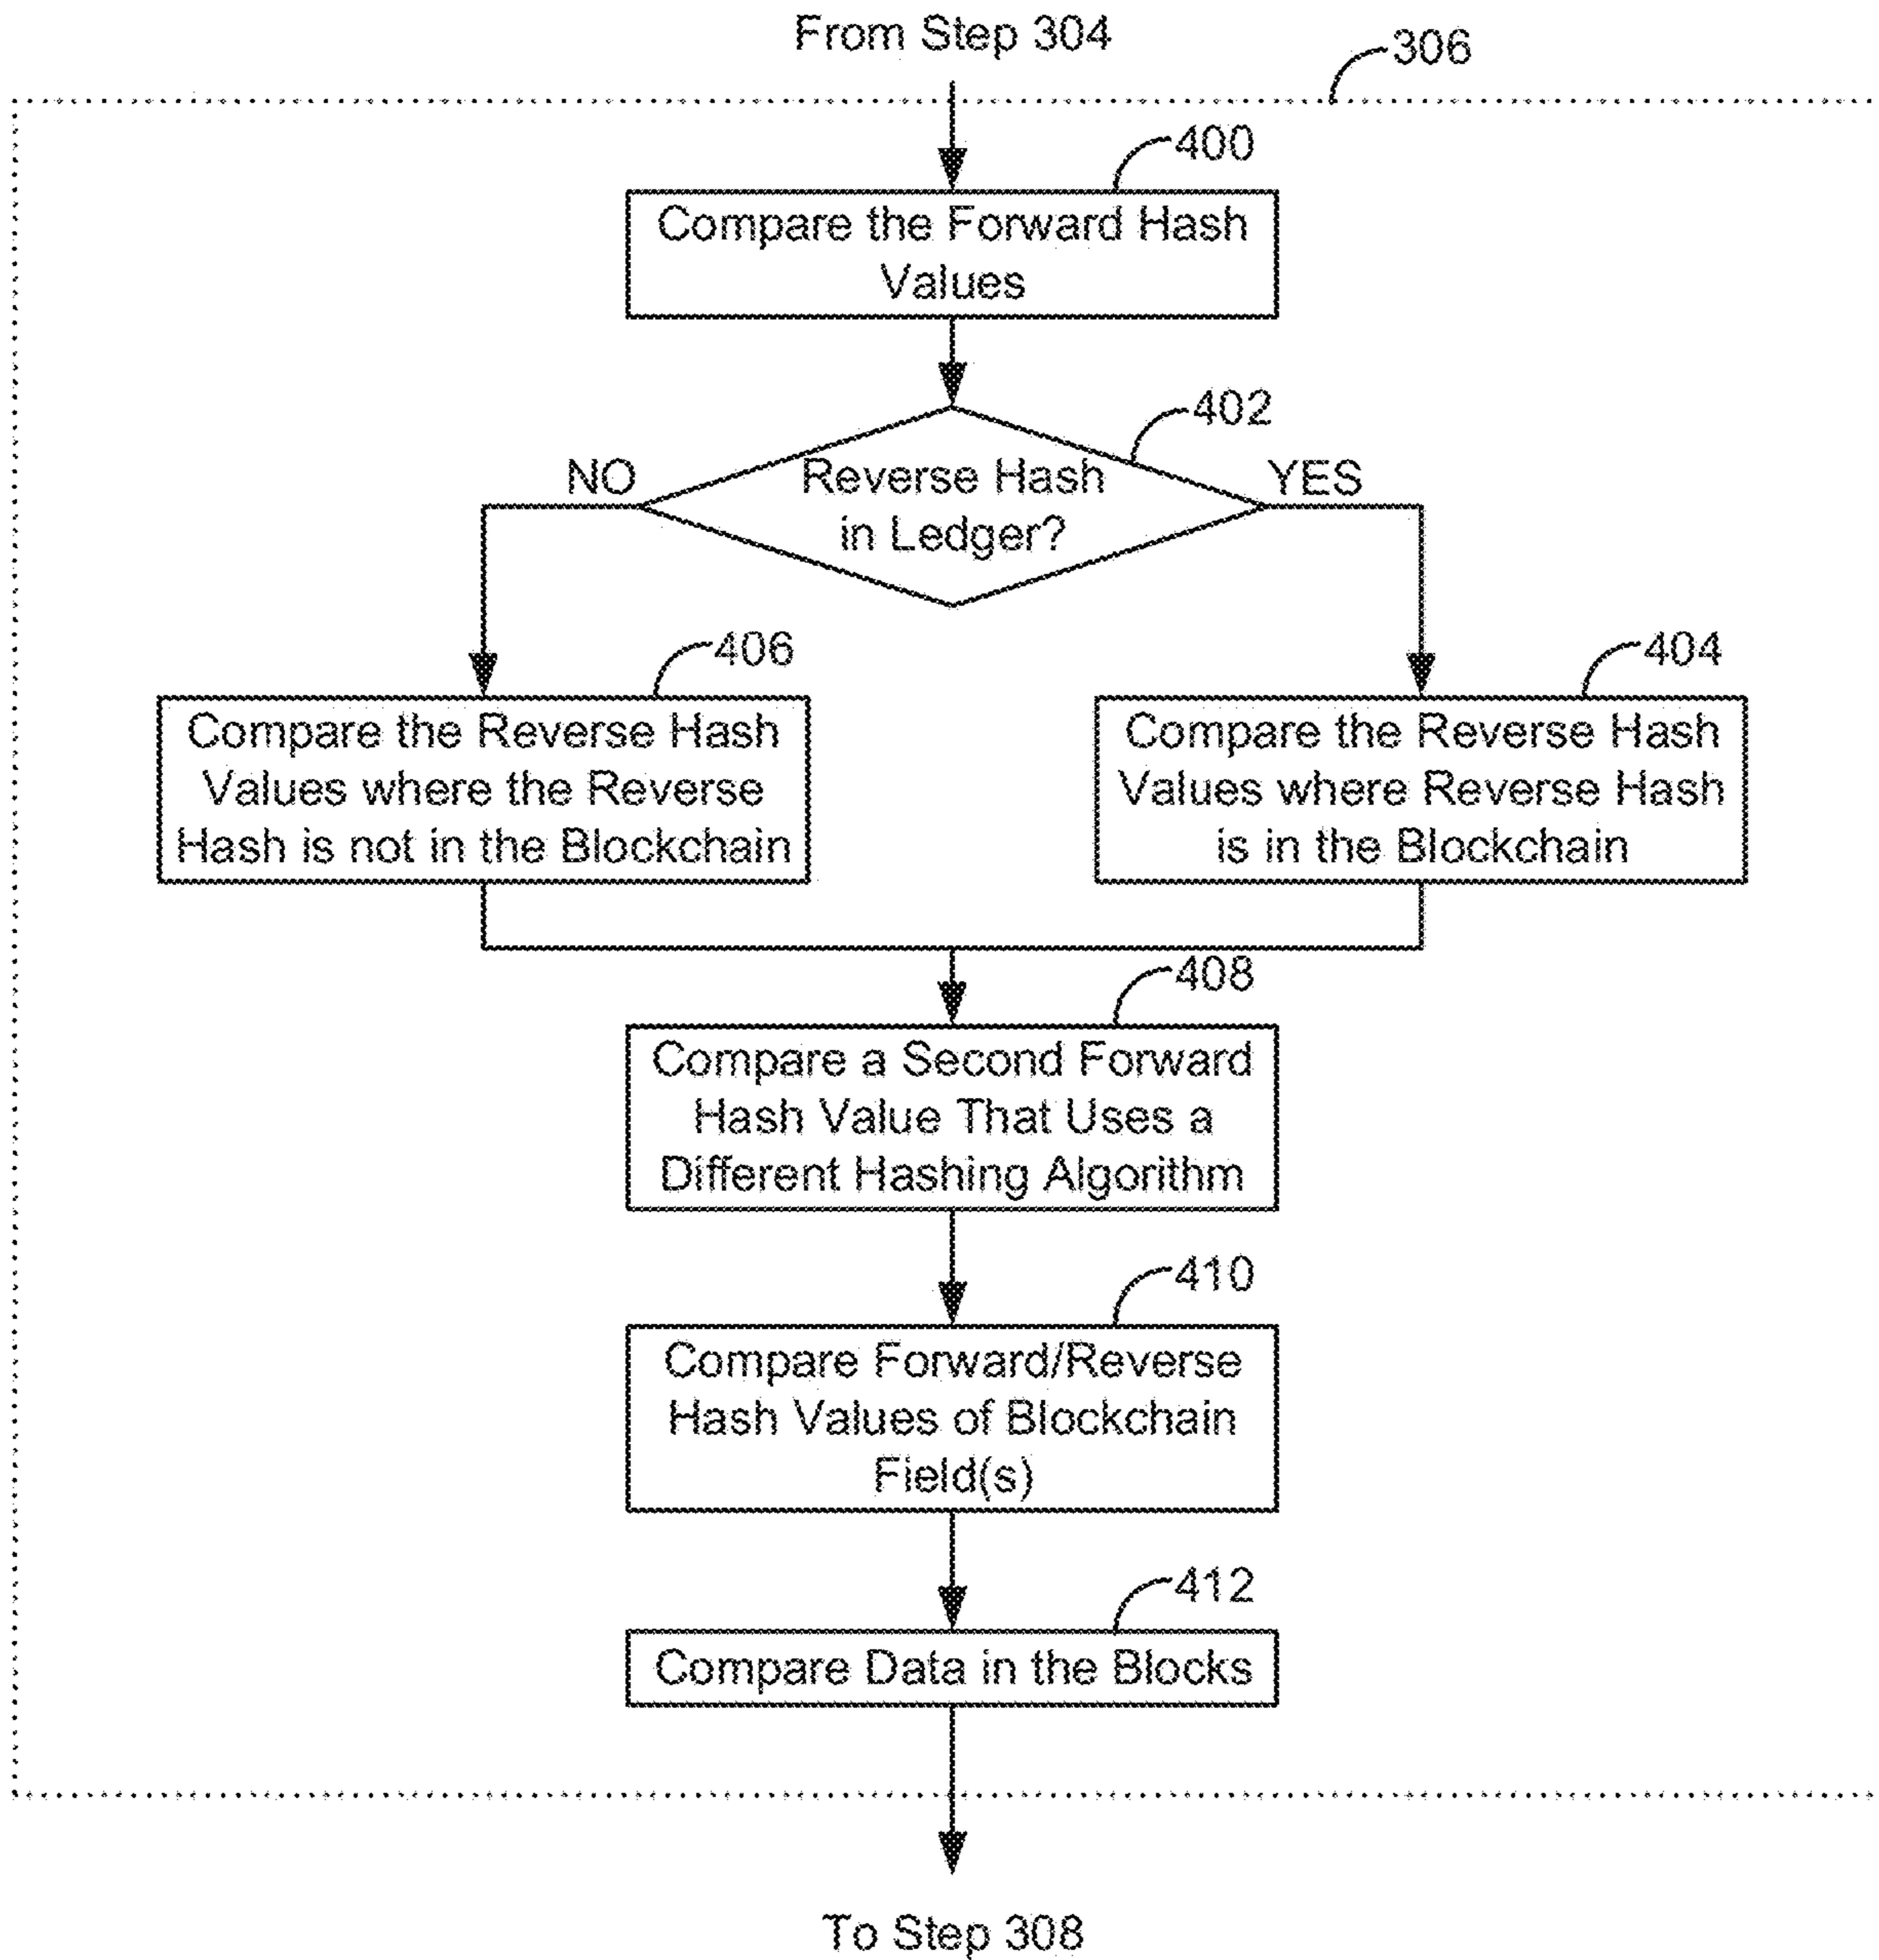 From Step 304
306
400
Compare the Forward Hash
Values
402
NO
Reverse Hash
YES
in Ledger?
406
404
Compare the Reverse Hash
Values where the Reverse
Hash is not in the Blockchain
Compare the Reverse Hash
Values where Reverse Hash
is in the Blockchain
408
Compare a Second Forward
Hash Value That Uses a
Different Hashing Algorithm
410
Compare Forward/Reverse
Hash Values of Blockchain
Field(s)
412
Compare Data in the Blocks
To Step 308